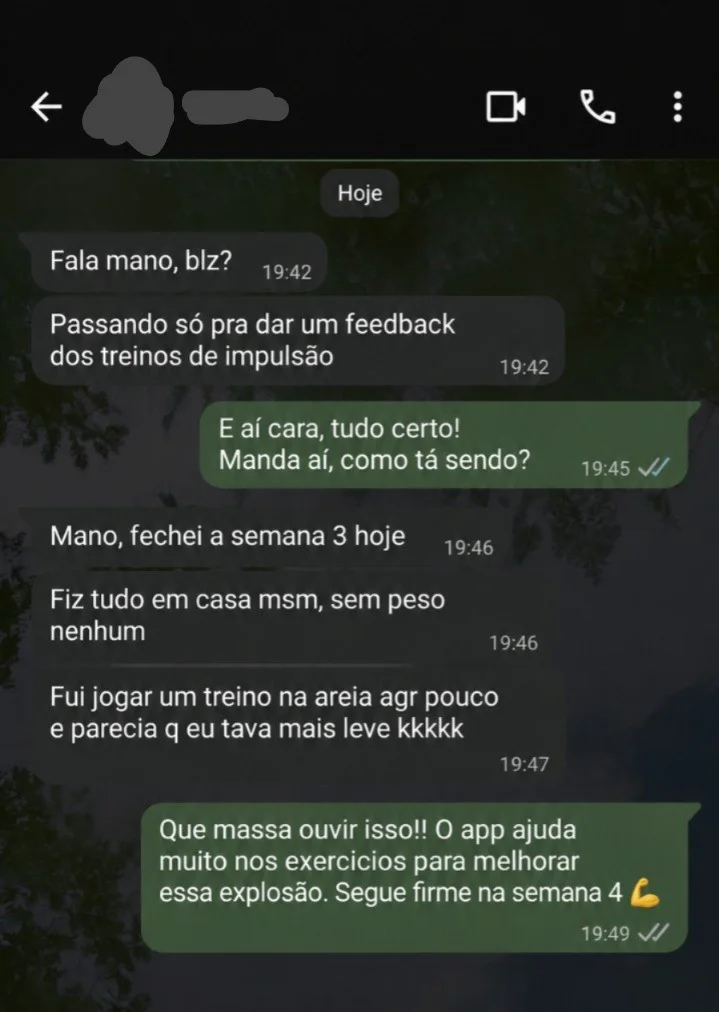 Hoje
Fala mano, blz?
19:42
Passando só pra dar um feedback
dos treinos de impulsão
19:42
E aí cara, tudo certo!
Manda aí, como tá sendo?
19:45
Mano, fechei a semana 3 hoje
19:46
Fiz tudo em casa msm, sem peso
nenhum
19:46
Fui jogar um treino na areia agr pouco
e parecia q eu tava mais leve kkkkk
19:47
Que massa ouvir isso!! O app ajuda
muito nos exercicios para melhorar
essa explosão. Segue firme na semana 4 💪
19:49